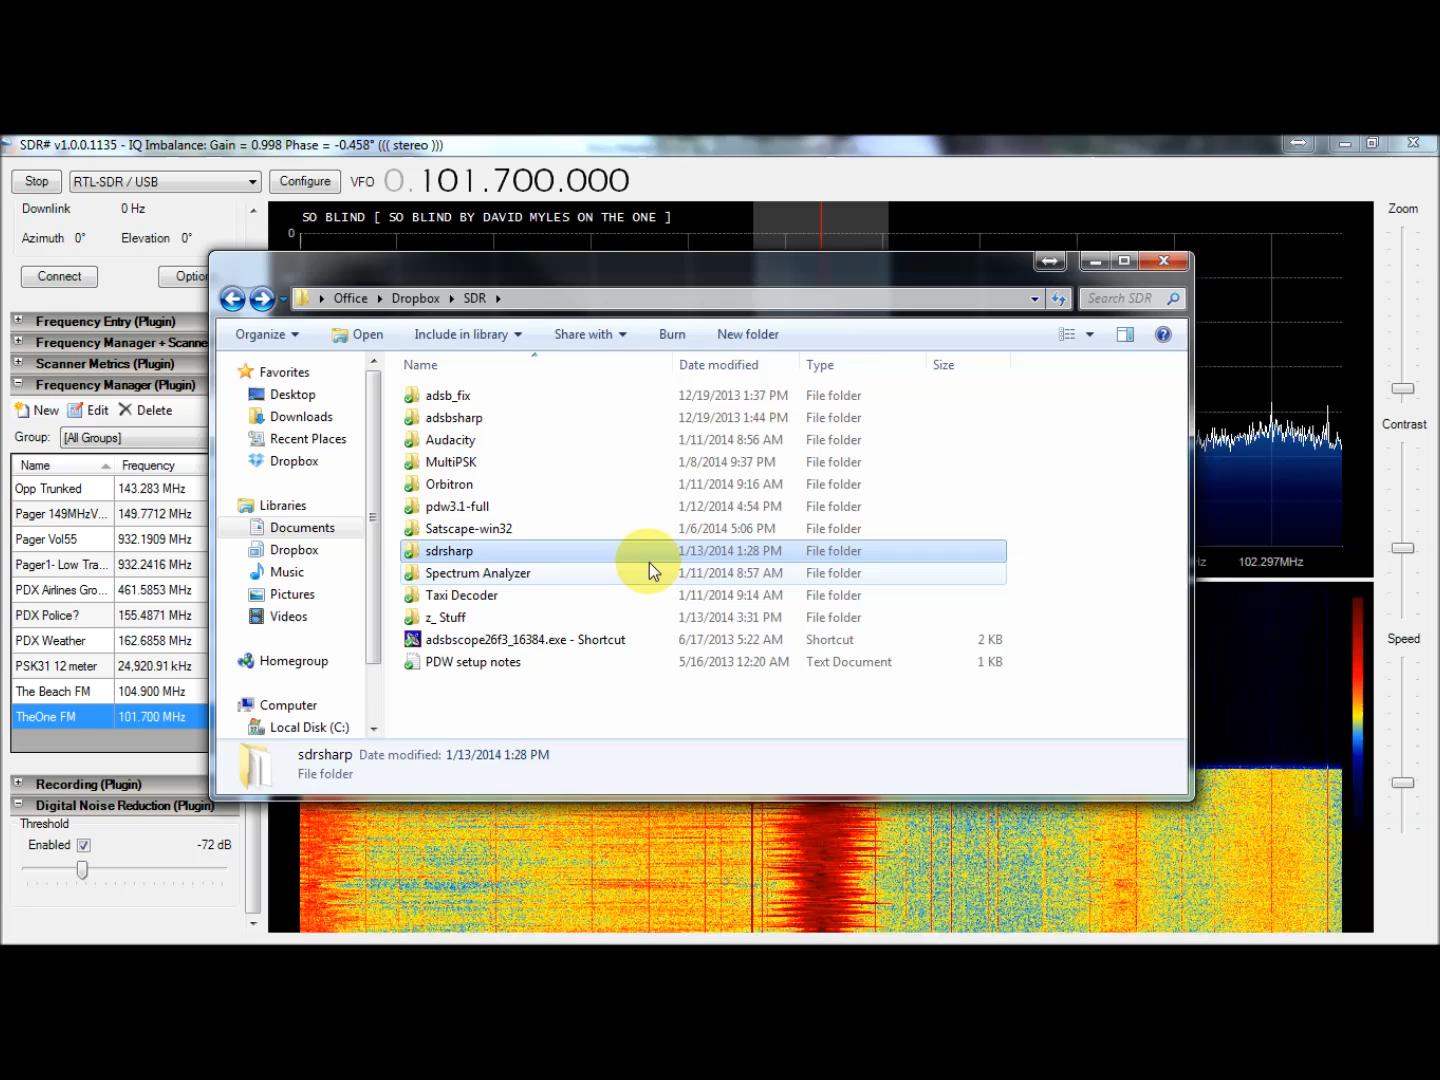 SDR# v1.0.0.1135 - IQ Imbalance: Gain = 0.998 Phase = -0.458° ((( stereo )))
Stop RTL-SDR / USB Configure VFO 0.101.700.000
Downlink 0 Hz
Azimuth 0° Elevation 0°
Connect Optio
SO BLIND [ SO BLIND BY DAVID MYLES ON THE ONE ]
0
Zoom
Office Dropbox SDR Search SDR
Organize Open Include in library Share with Burn New folder
Name Date modified Type Size
Favorites
Desktop
Downloads
Recent Places
Dropbox
Libraries
Documents
Dropbox
Music
Pictures
Videos
Homegroup
Computer
Local Disk (C:)
adsb_fix 12/19/2013 1:37 PM File folder
adsbsharp 12/19/2013 1:44 PM File folder
Audacity 1/11/2014 8:56 AM File folder
MultiPSK 1/8/2014 9:37 PM File folder
Orbitron 1/11/2014 9:16 AM File folder
pdw3.1-full 1/12/2014 4:54 PM File folder
Satscape-win32 1/6/2014 5:06 PM File folder
sdrsharp 1/13/2014 1:28 PM File folder
Spectrum Analyzer 1/11/2014 8:57 AM File folder
Taxi Decoder 1/11/2014 9:14 AM File folder
z_ Stuff 1/13/2014 3:31 PM File folder
adsbscope26f3_16384.exe - Shortcut 6/17/2013 5:22 AM Shortcut 2 KB
PDW setup notes 5/16/2013 12:20 AM Text Document 1 KB
sdrsharp Date modified: 1/13/2014 1:28 PM
File folder
Frequency Entry (Plugin)
Frequency Manager + Scanne
Scanner Metrics (Plugin)
Frequency Manager (Plugin)
New Edit Delete
Group: [All Groups]
Name Frequency
Opp Trunked 143.283 MHz
Pager 149MHzV... 149.7712 MHz
Pager Vol55 932.1909 MHz
Pager1- Low Tra... 932.2416 MHz
PDX Airlines Gro... 461.5853 MHz
PDX Police? 155.4871 MHz
PDX Weather 162.6858 MHz
PSK31 12 meter 24,920.91 kHz
The Beach FM 104.900 MHz
TheOne FM 101.700 MHz
Recording (Plugin)
Digital Noise Reduction (Plugin)
Threshold
Enabled -72 dB
Hz 102.297MHz
Contrast
Speed